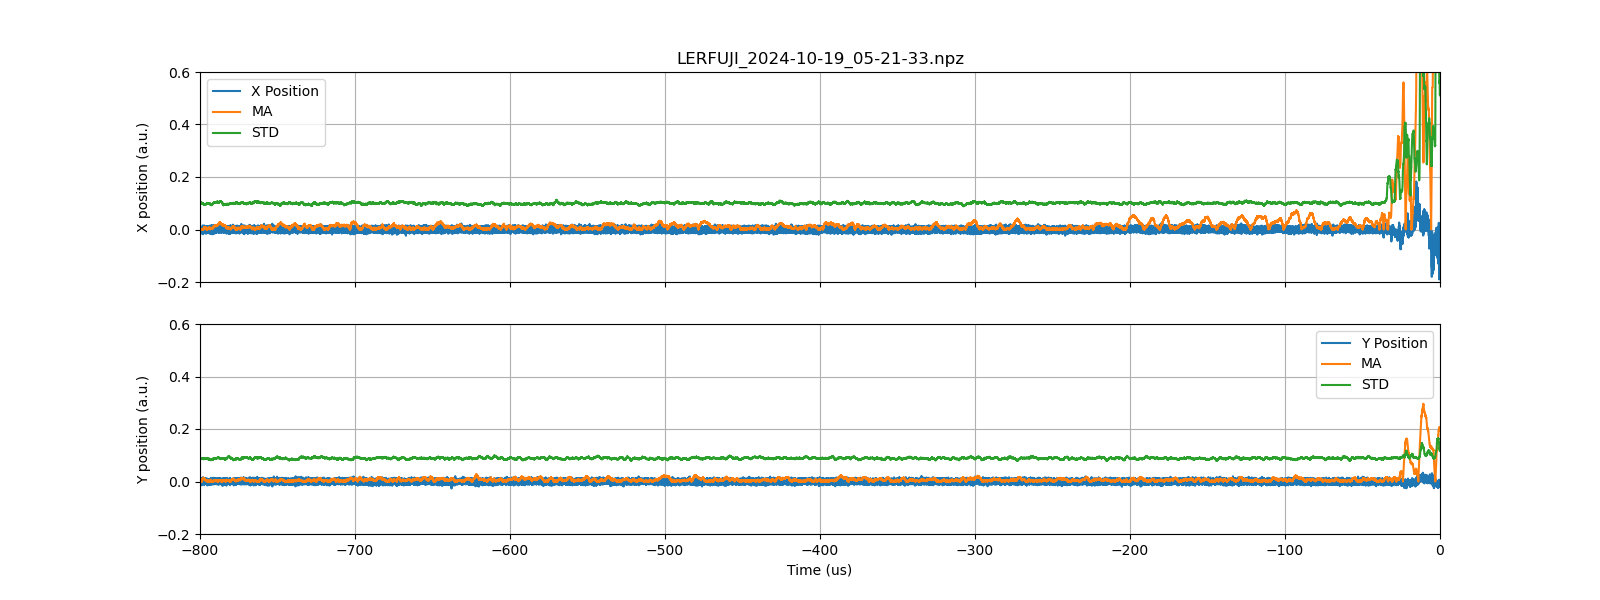 LERFUJI_2024-10-19_05-21-33.npz
0.6
0.4
0.2
0.0
−0.2
X position (a.u.)
X Position
MA
STD
0.6
0.4
0.2
0.0
−0.2
Y position (a.u.)
Y Position
MA
STD
−800 −700 −600 −500 −400 −300 −200 −100 0
Time (us)